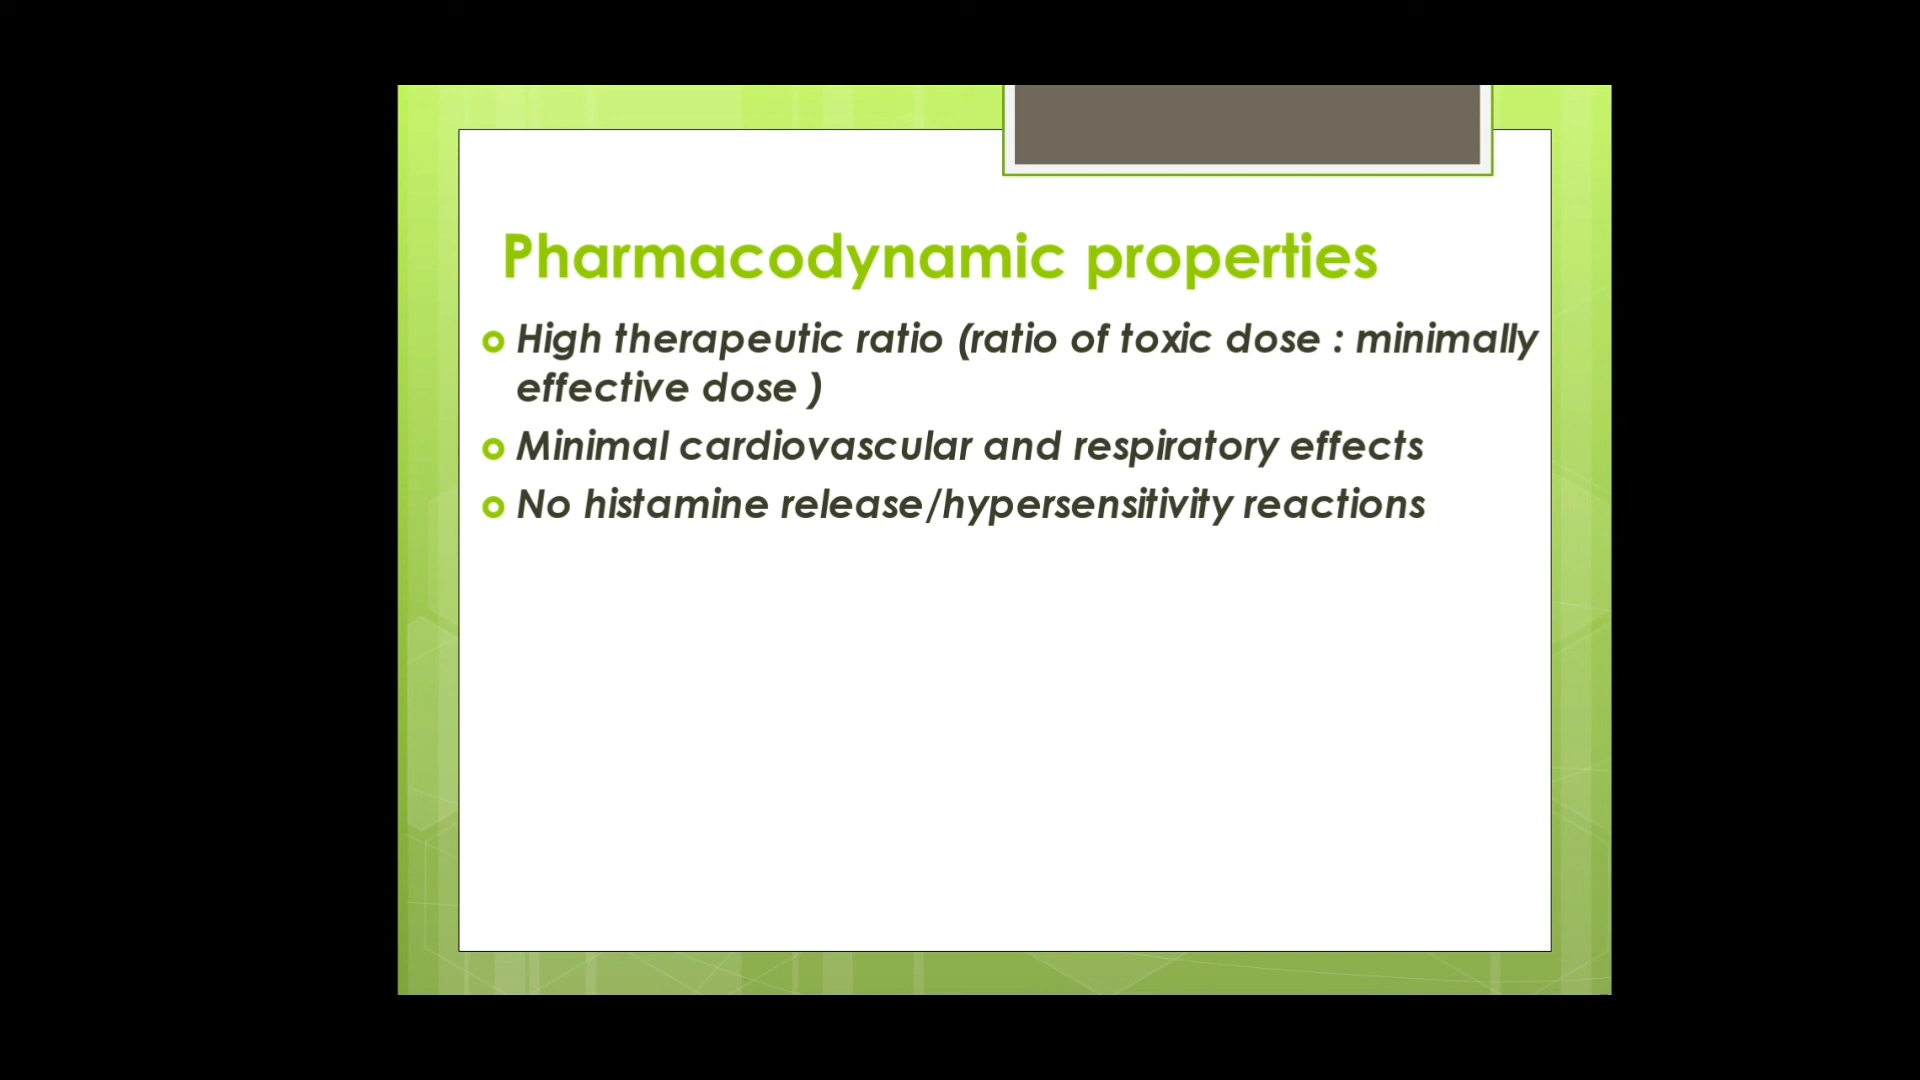 Pharmacodynamic properties
High therapeutic ratio (ratio of toxic dose : minimally
effective dose )
Minimal cardiovascular and respiratory effects
No histamine release/hypersensitivity reactions